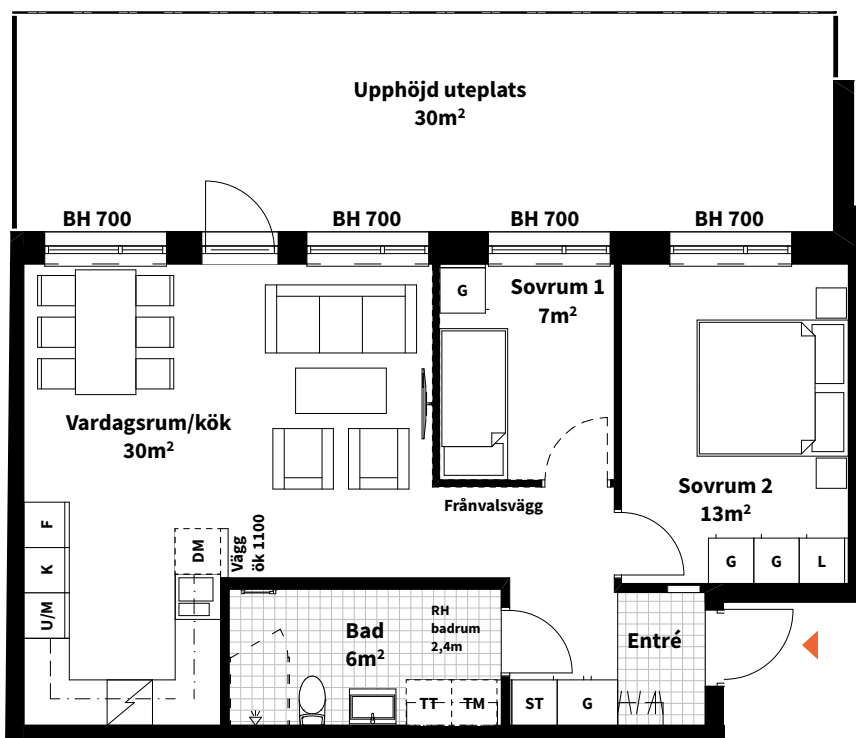 Upphöjd uteplats
30m²
BH 700
BH 700
BH 700
BH 700
G
Sovrum 1
7m²
Vardagsrum/kök
30m²
Sovrum 2
13m²
Frånvalsvägg
F
K
U/M
DM
Vägg
ök 1100
G
G
L
RH
badrum
2,4m
Bad
6m²
Entré
TT
TM
ST
G